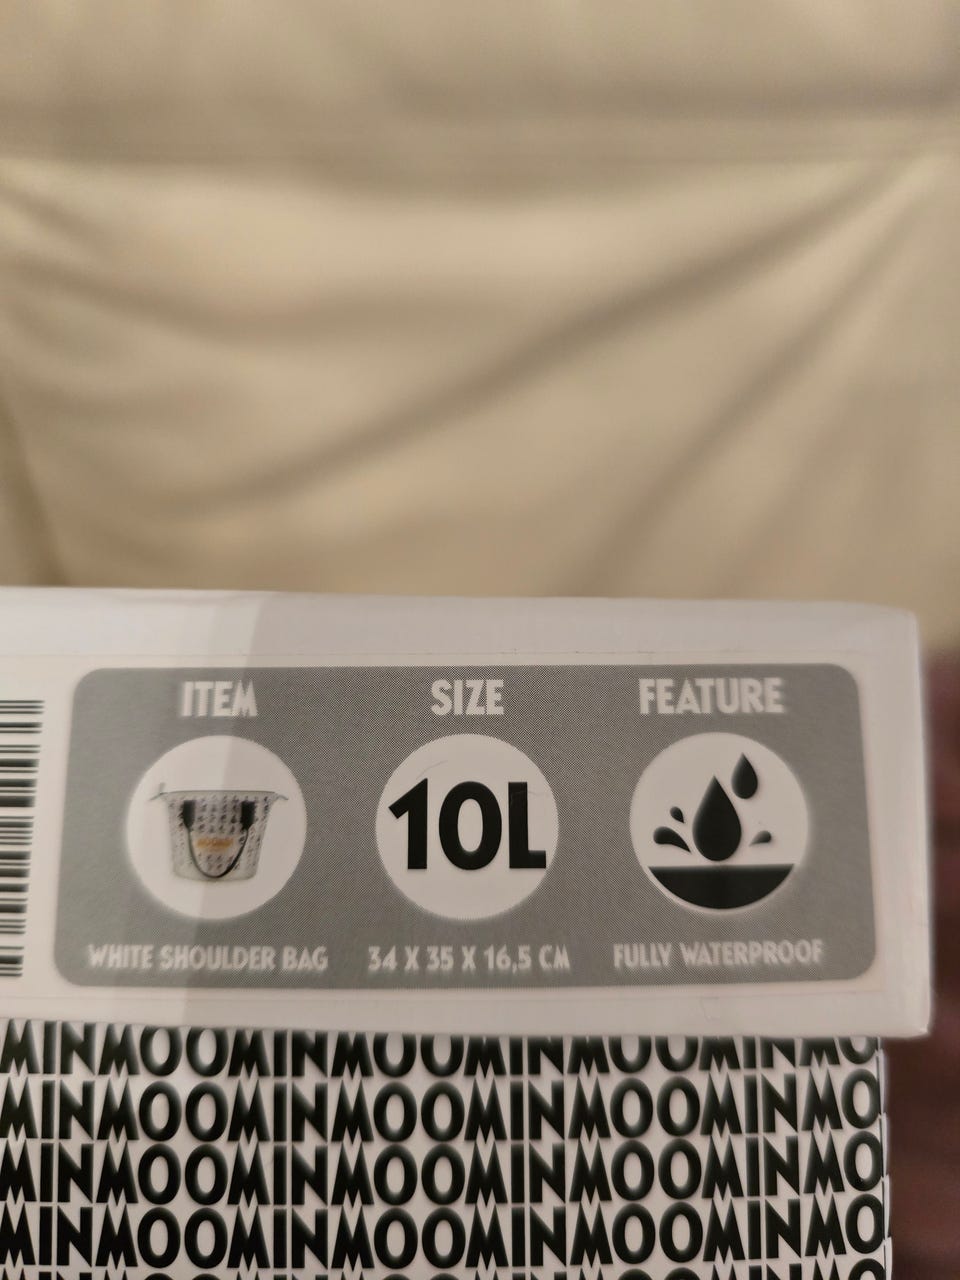 ITEM
SIZE
FEATURE
10L
WHITE SHOULDER BAG
34 X 35 X 16,5 CM
FULLY WATERPROOF
MINMOOMINMOOMINMOOMINMO
MINMOOMINMOOMINMOOMINMO
MINMOOMINMOOMINMOOMINMO
MINMOOMINMOOMINMOOMINMO